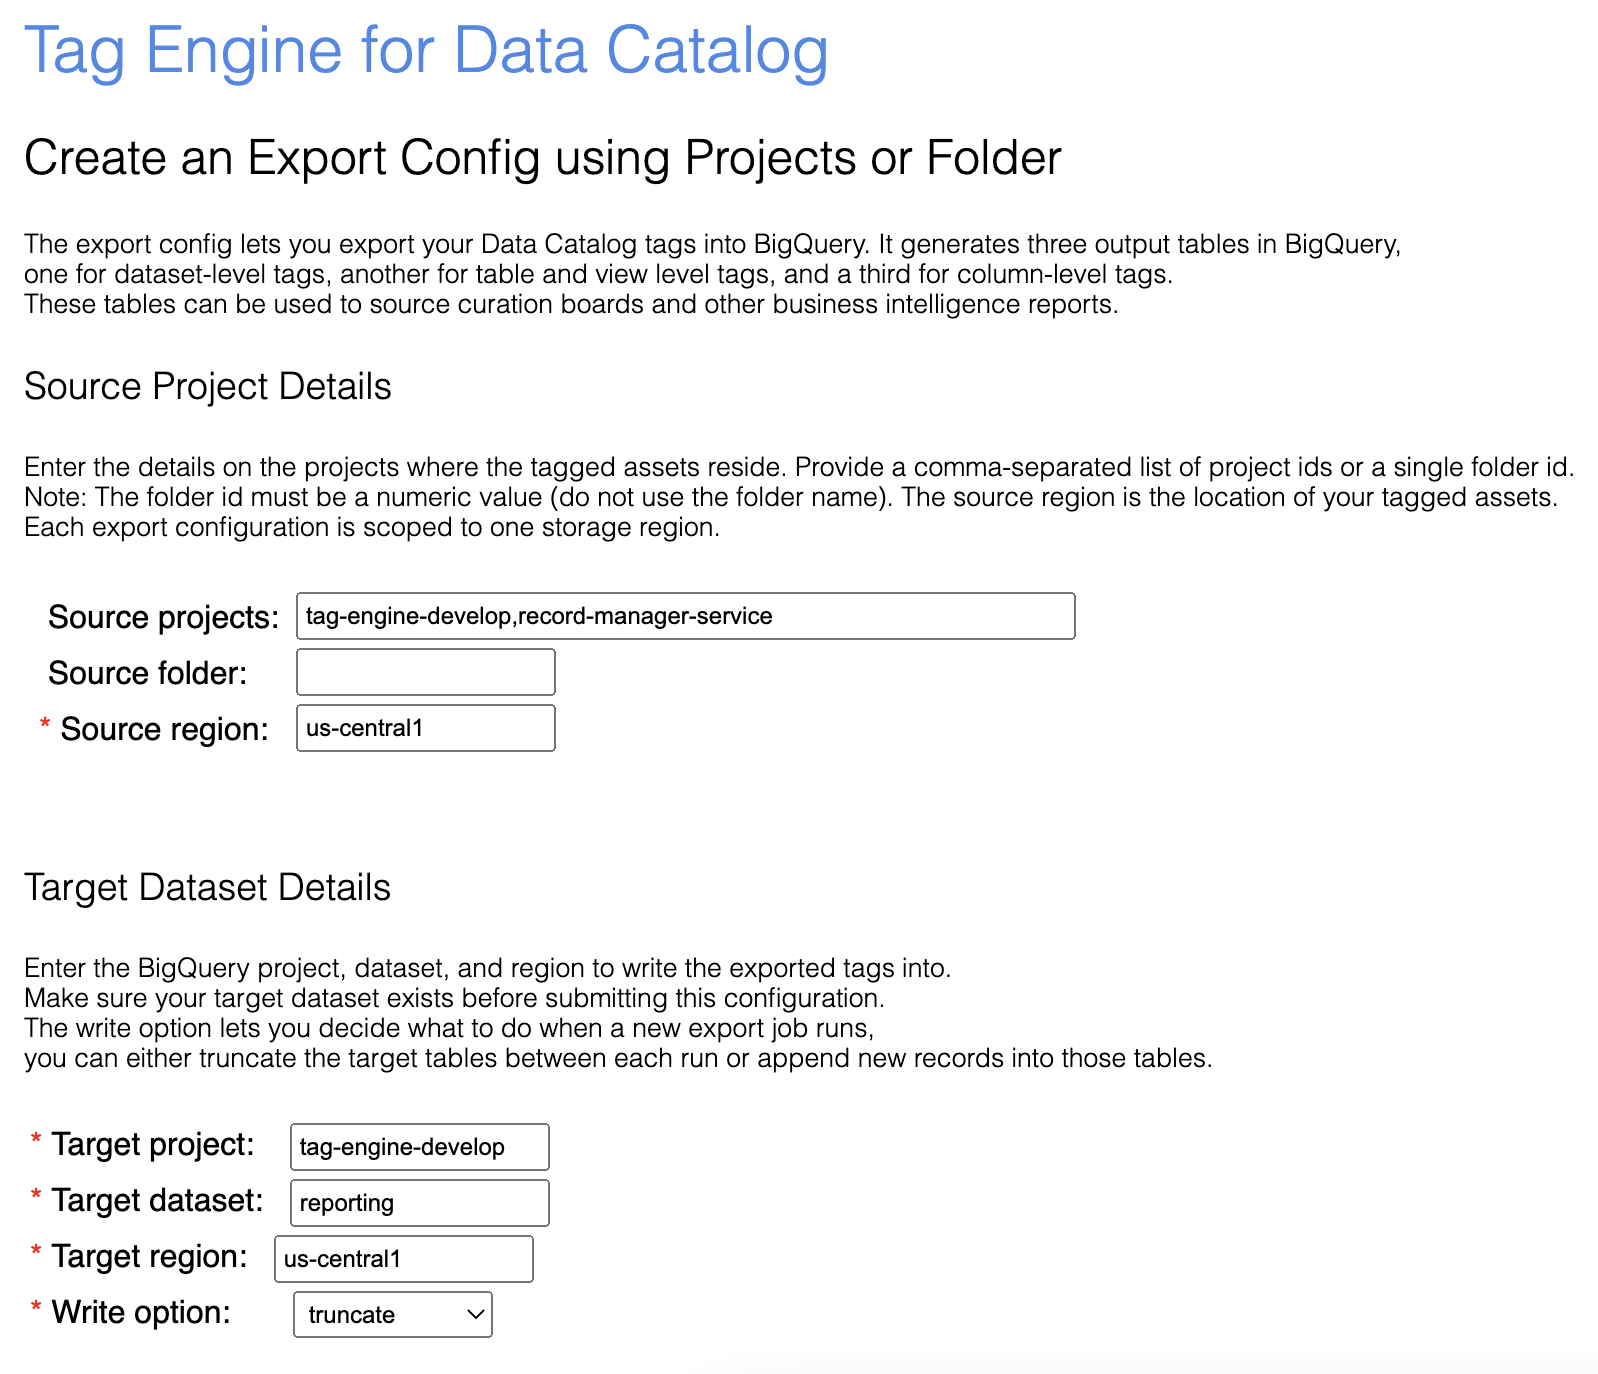 Tag Engine for Data Catalog
Create an Export Config using Projects or Folder
The export config lets you export your Data Catalog tags into BigQuery. It generates three output tables in BigQuery,
one for dataset-level tags, another for table and view level tags, and a third for column-level tags.
These tables can be used to source curation boards and other business intelligence reports.
Source Project Details
Enter the details on the projects where the tagged assets reside. Provide a comma-separated list of project ids or a single folder id.
Note: The folder id must be a numeric value (do not use the folder name). The source region is the location of your tagged assets.
Each export configuration is scoped to one storage region.
Source projects: tag-engine-develop,record-manager-service
Source folder:
* Source region: us-central1
Target Dataset Details
Enter the BigQuery project, dataset, and region to write the exported tags into.
Make sure your target dataset exists before submitting this configuration.
The write option lets you decide what to do when a new export job runs,
you can either truncate the target tables between each run or append new records into those tables.
* Target project: tag-engine-develop
* Target dataset: reporting
* Target region: us-central1
* Write option: truncate